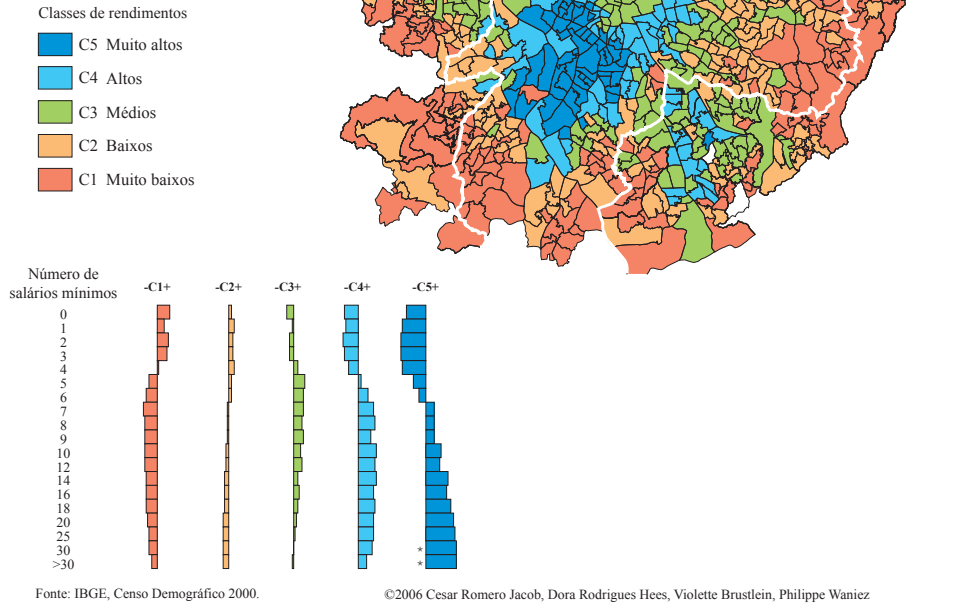 Classes de rendimentos
C5 Muito altos
C4 Altos
C3 Médios
C2 Baixos
C1 Muito baixos
Número de
salários mínimos
-C1+ -C2+ -C3+ -C4+ -C5+
0
1
2
3
4
5
6
7
8
9
10
12
14
16
18
20
25
30 *
>30 *
Fonte: IBGE, Censo Demográfico 2000.
©2006 Cesar Romero Jacob, Dora Rodrigues Hees, Violette Brustlein, Philippe Waniez